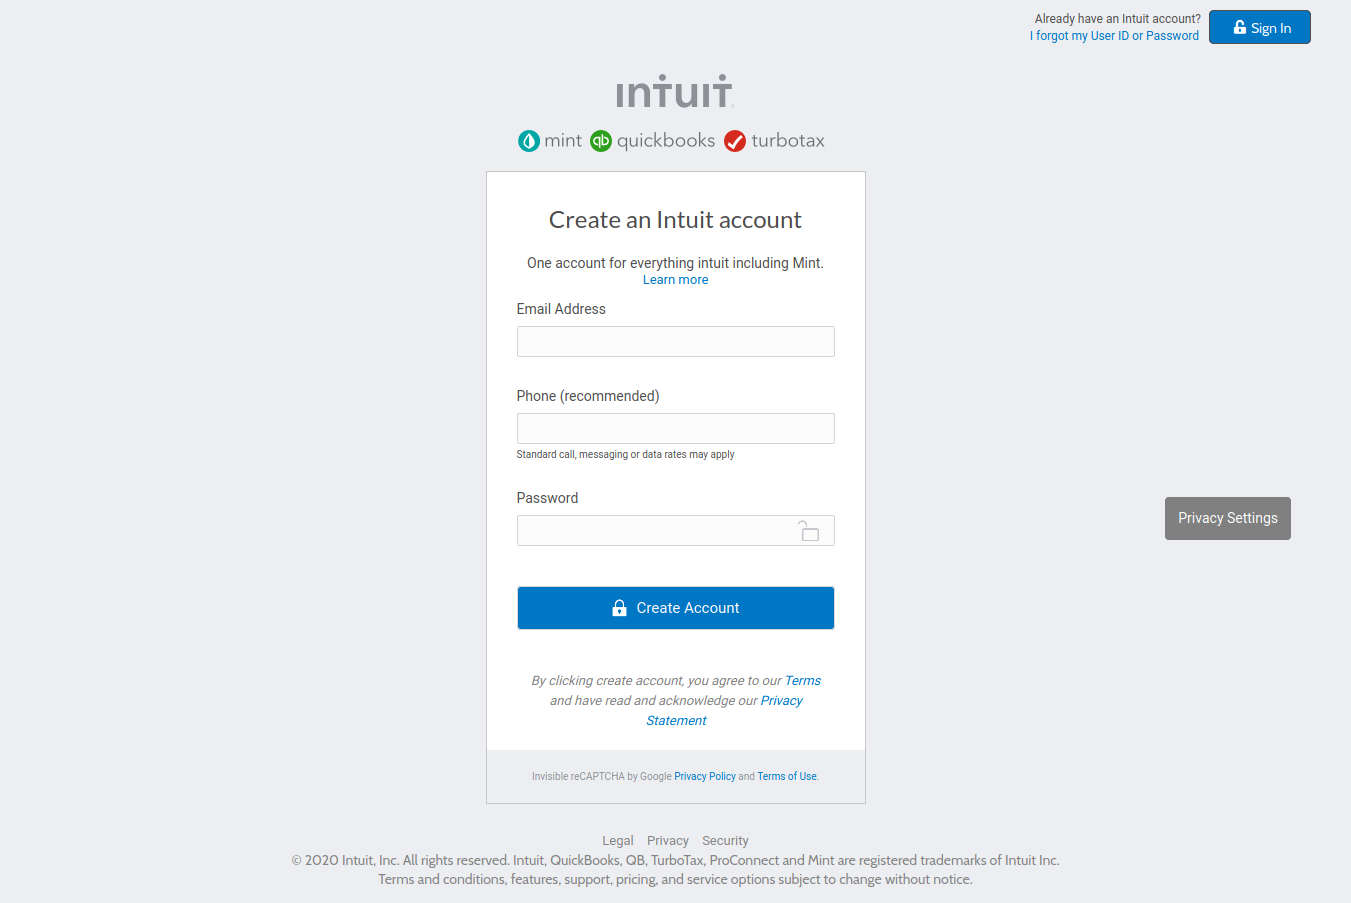 Already have an Intuit account?
I forgot my User ID or Password
Sign In
intuit
mint quickbooks turbotax
Create an Intuit account
One account for everything intuit including Mint.
Learn more
Email Address
Phone (recommended)
Standard call, messaging or data rates may apply
Password
Privacy Settings
Create Account
By clicking create account, you agree to our Terms
and have read and acknowledge our Privacy
Statement
Invisible reCAPTCHA by Google Privacy Policy and Terms of Use.
Legal Privacy Security
© 2020 Intuit, Inc. All rights reserved. Intuit, QuickBooks, QB, TurboTax, ProConnect and Mint are registered trademarks of Intuit Inc.
Terms and conditions, features, support, pricing, and service options subject to change without notice.